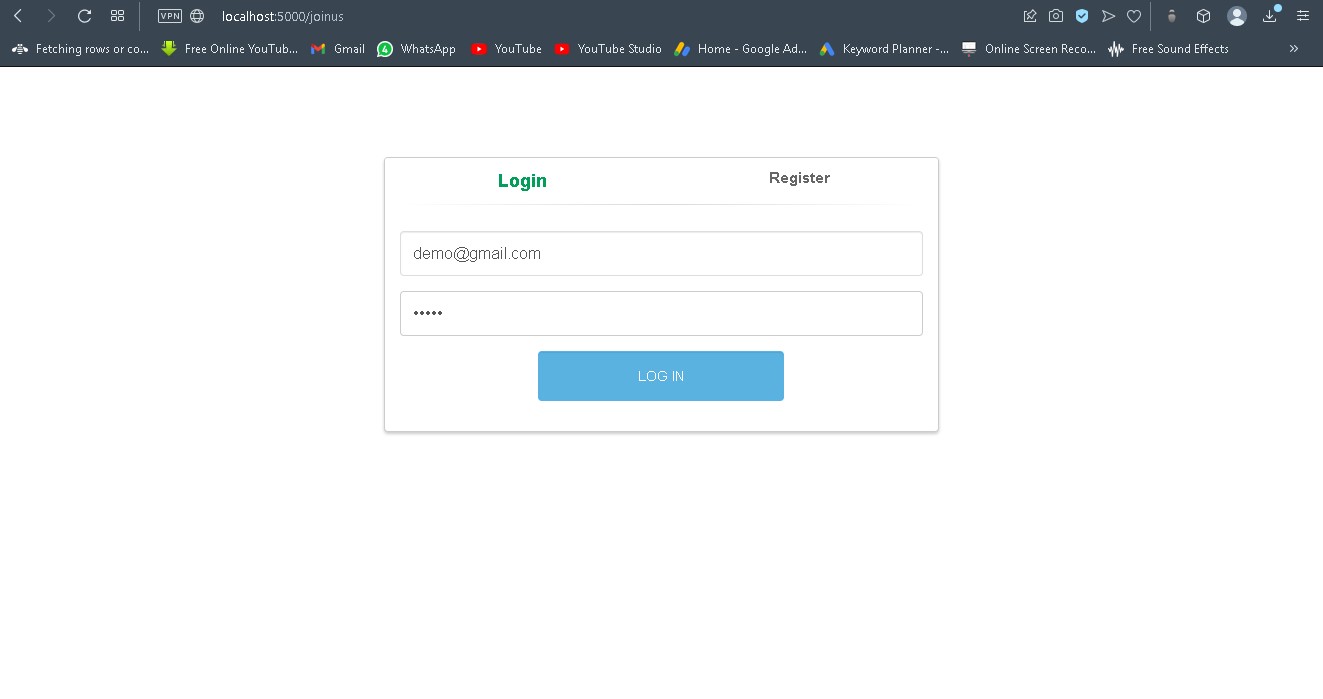 VPN localhost:5000/joinus
Fetching rows or co... Free Online YouTub... Gmail 4 WhatsApp YouTube YouTube Studio Home - Google Ad... Keyword Planner -... Online Screen Reco... Free Sound Effects »
Login Register
demo@gmail.com
•••••
LOG IN